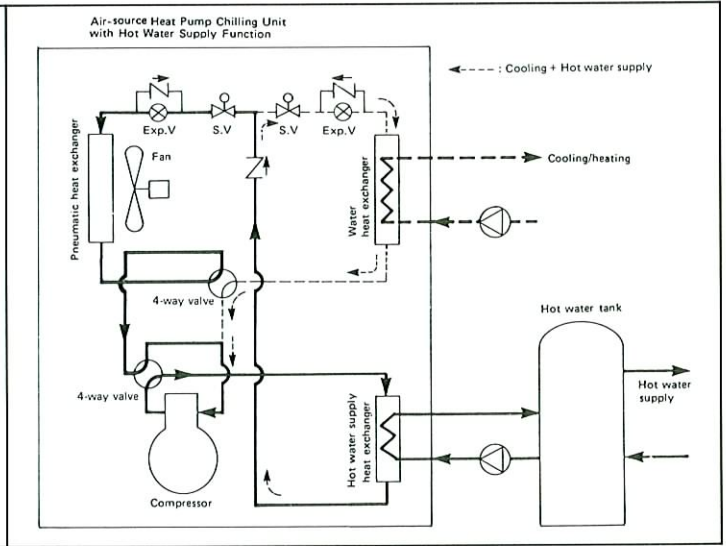 Air-source Heat Pump Chilling Unit
with Hot Water Supply Function
: Cooling + Hot water supply
Exp.V
S.V
S.V
Exp.V
Pneumatic heat exchanger
Fan
Water
heat exchanger
Cooling/heating
4-way valve
4-way valve
Compressor
Hot water supply
heat exchanger
Hot water tank
Hot water
supply